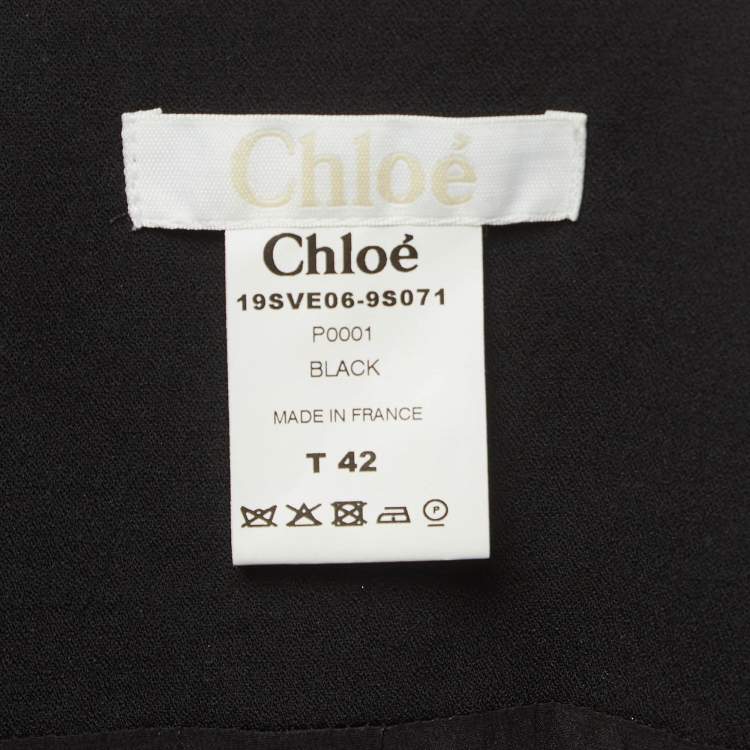 Chloé
Chloé
19SVE06-9S071
P0001
BLACK
MADE IN FRANCE
T 42
P